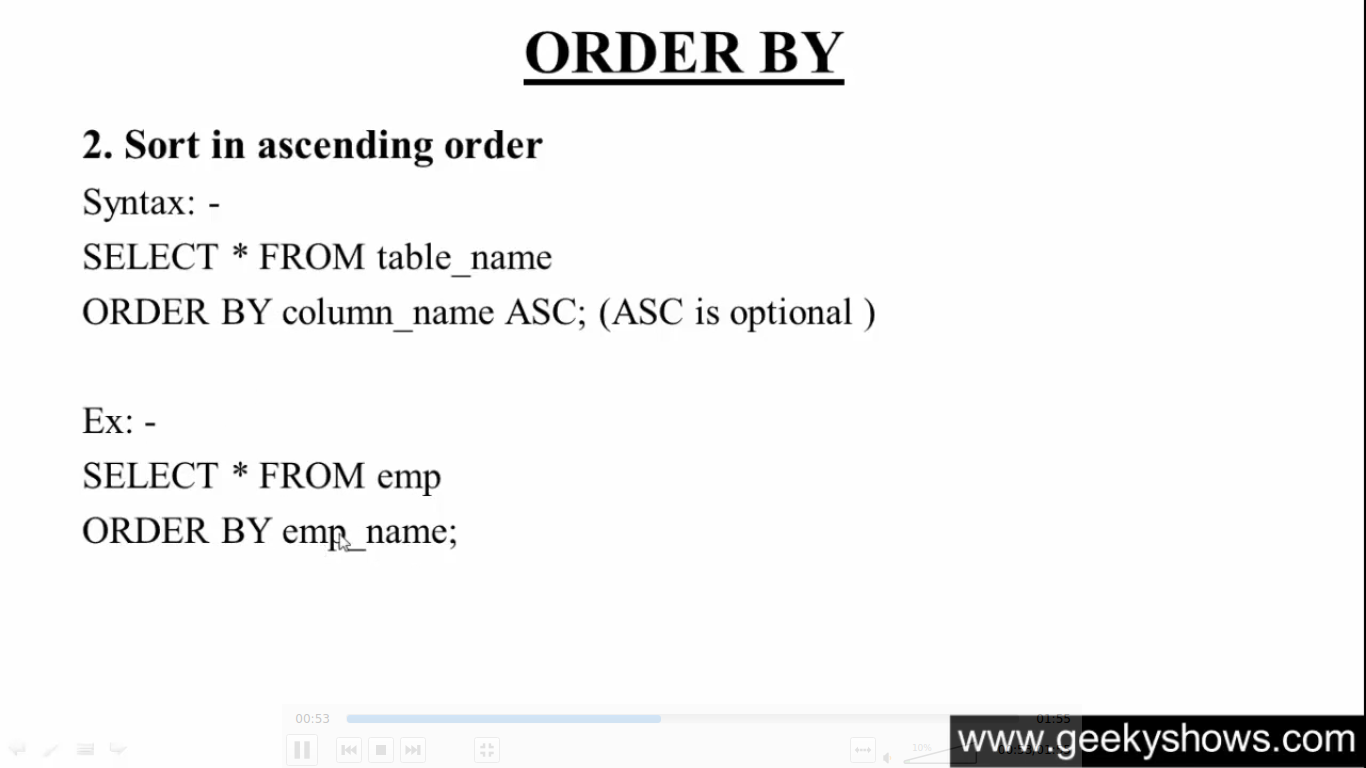 ORDER BY
2. Sort in ascending order
Syntax: -
SELECT * FROM table_name
ORDER BY column_name ASC; (ASC is optional )
Ex: -
SELECT * FROM emp
ORDER BY emp_name;
00:53
01:55
10%
www.geekyshows.com